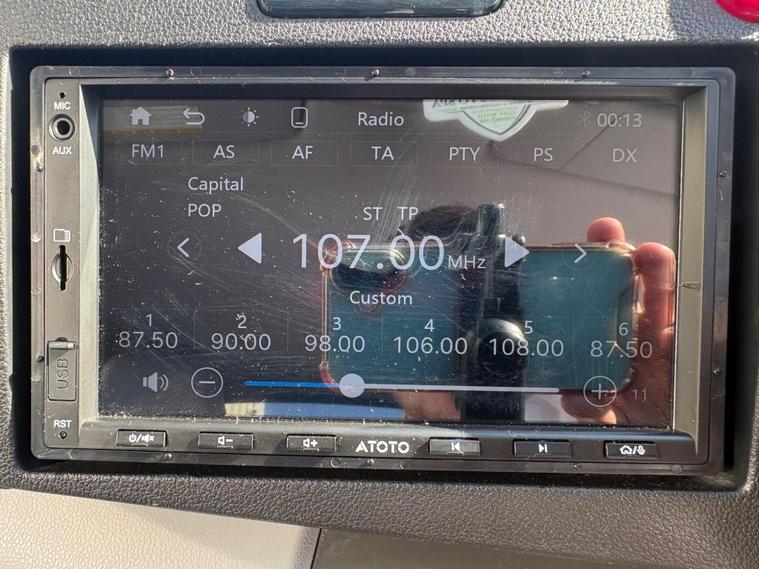 MIC
AUX
USB
RST
Radio
00:13
FM1 AS AF TA PTY PS DX
Capital
POP
ST TP
107.00 MHz
Custom
1 2 3 4 5 6
87.50 90.00 98.00 106.00 108.00 87.50
11
ATOTO